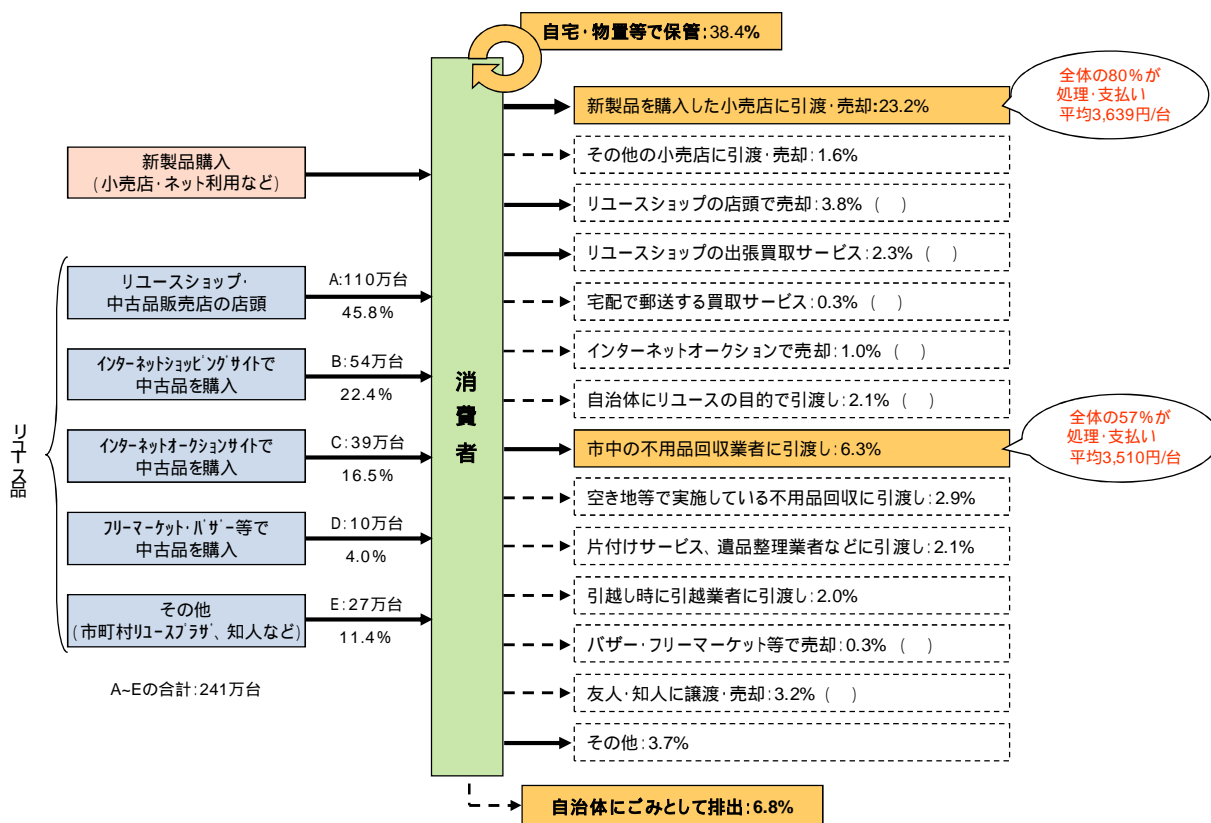 自宅・物置等で保管:38.4%
全体の80%が
処理・支払い
平均3,639円/台
新製品を購入した小売店に引渡・売却:23.2%
その他の小売店に引渡・売却:1.6%
リユースショップの店頭で売却:3.8% ( )
リユースショップの出張買取サービス:2.3% ( )
宅配で郵送する買取サービス:0.3% ( )
インターネットオークションで売却:1.0% ( )
自治体にリユースの目的で引渡し:2.1% ( )
市中の不用品回収業者に引渡し:6.3%
全体の57%が
処理・支払い
平均3,510円/台
空き地等で実施している不用品回収に引渡し:2.9%
片付けサービス、遺品整理業者などに引渡し:2.1%
引越し時に引越業者に引渡し:2.0%
バザー・フリーマーケット等で売却:0.3% ( )
友人・知人に譲渡・売却:3.2% ( )
その他:3.7%
自治体にごみとして排出:6.8%
消費者
新製品購入
(小売店・ネット利用など)
リユース品
リユースショップ・
中古品販売店の店頭
A:110万台
45.8%
インターネットショッピングサイトで
中古品を購入
B:54万台
22.4%
インターネットオークションサイトで
中古品を購入
C:39万台
16.5%
フリーマーケット・バザー等で
中古品を購入
D:10万台
4.0%
その他
(市町村リユースプラザ、知人など)
E:27万台
11.4%
A~Eの合計:241万台